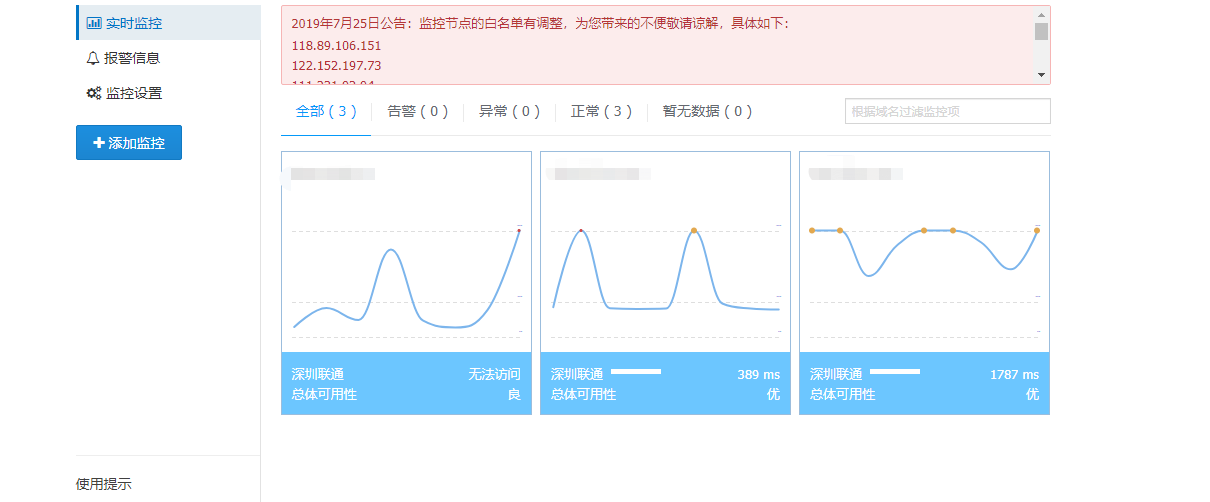 实时监控
报警信息
监控设置
添加监控
使用提示
2019年7月25日公告：监控节点的白名单有调整，为您带来的不便敬请谅解，具体如下：
118.89.106.151
122.152.197.73
全部 ( 3 )
告警 ( 0 )
异常 ( 0 )
正常 ( 3 )
暂无数据 ( 0 )
根据域名过滤监控项
深圳联通 无法访问
总体可用性 良
深圳联通 389 ms
总体可用性 优
深圳联通 1787 ms
总体可用性 优